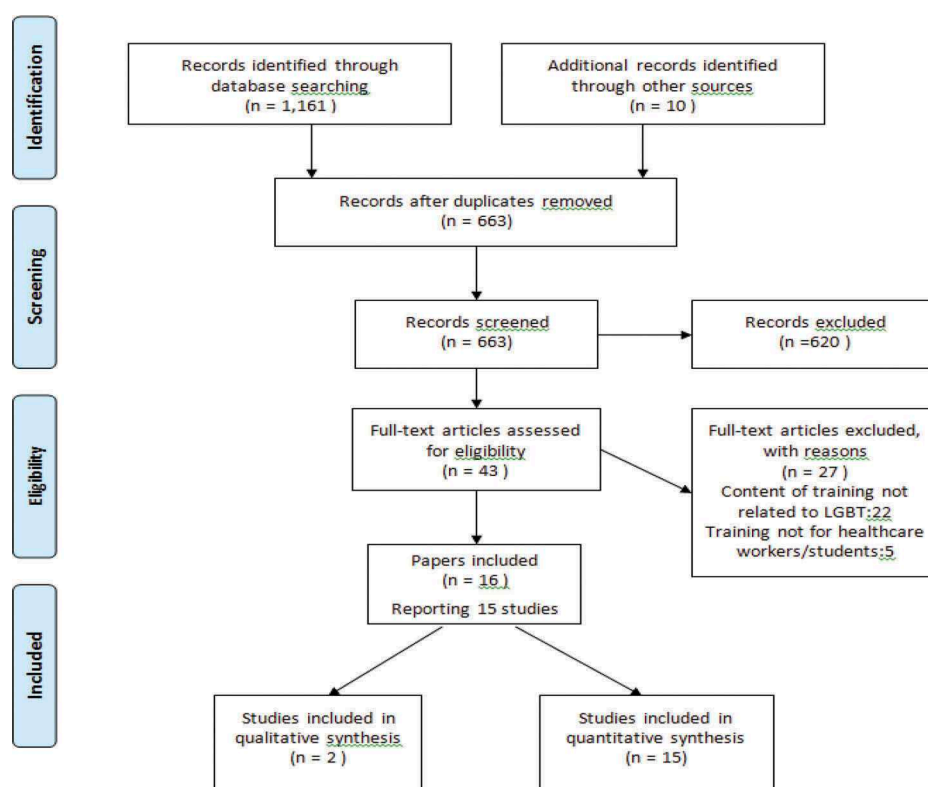 Identification
Records identified through
database searching
(n = 1,161 )
Additional records identified
through other sources
(n = 10 )
Records after duplicates removed
(n = 663)
Screening
Records screened
(n = 663)
Records excluded
(n =620 )
Eligibility
Full-text articles assessed
for eligibility
(n = 43 )
Full-text articles excluded,
with reasons
(n = 27 )
Content of training not
related to LGBT:22
Training not for healthcare
workers/students:5
Papers included
(n = 16 )
Reporting 15 studies
Included
Studies included in
qualitative synthesis
(n = 2 )
Studies included in
quantitative synthesis
(n = 15)